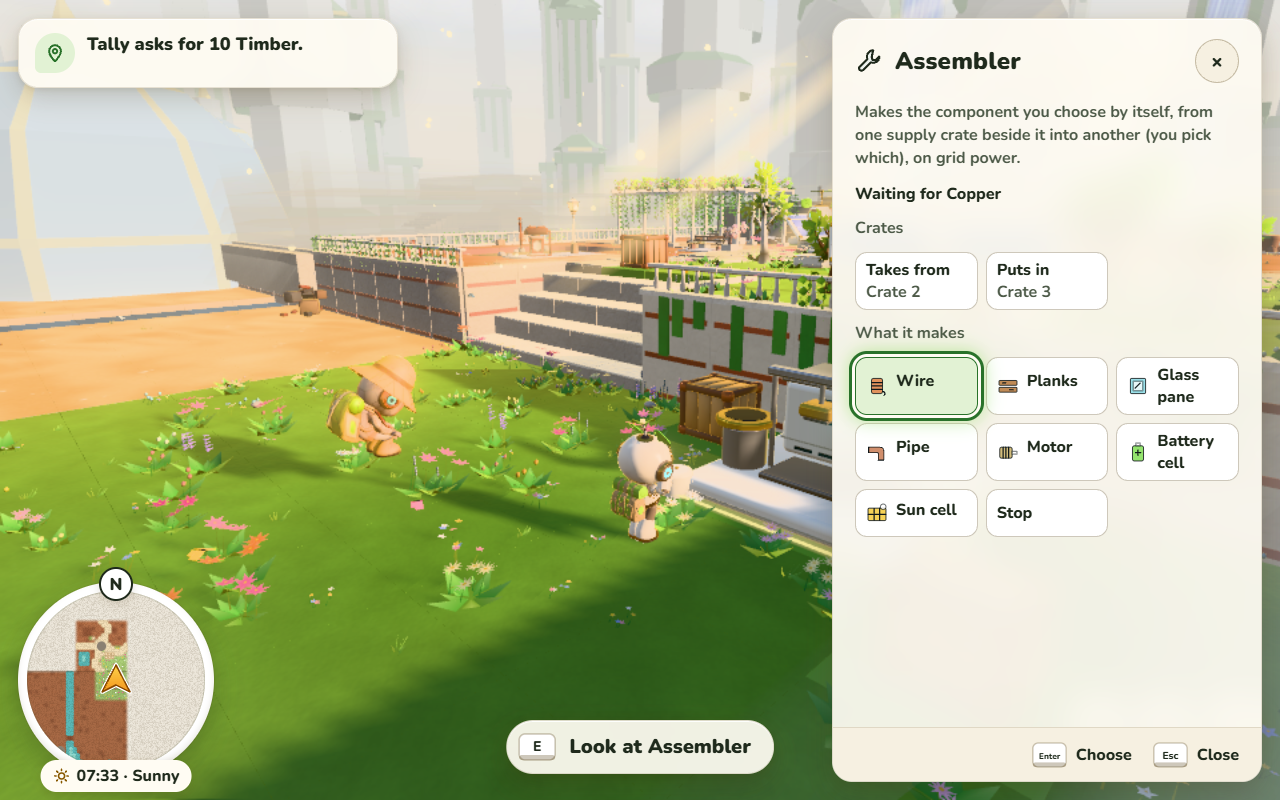 Tally asks for 10 Timber.
Assembler
Makes the component you choose by itself, from
one supply crate beside it into another (you pick
which), on grid power.
Waiting for Copper
Crates
Takes from
Crate 2
Puts in
Crate 3
What it makes
Wire
Planks
Glass
pane
Pipe
Motor
Battery
cell
Sun cell
Stop
N
07:33 · Sunny
E
Look at Assembler
Enter
Choose
Esc
Close